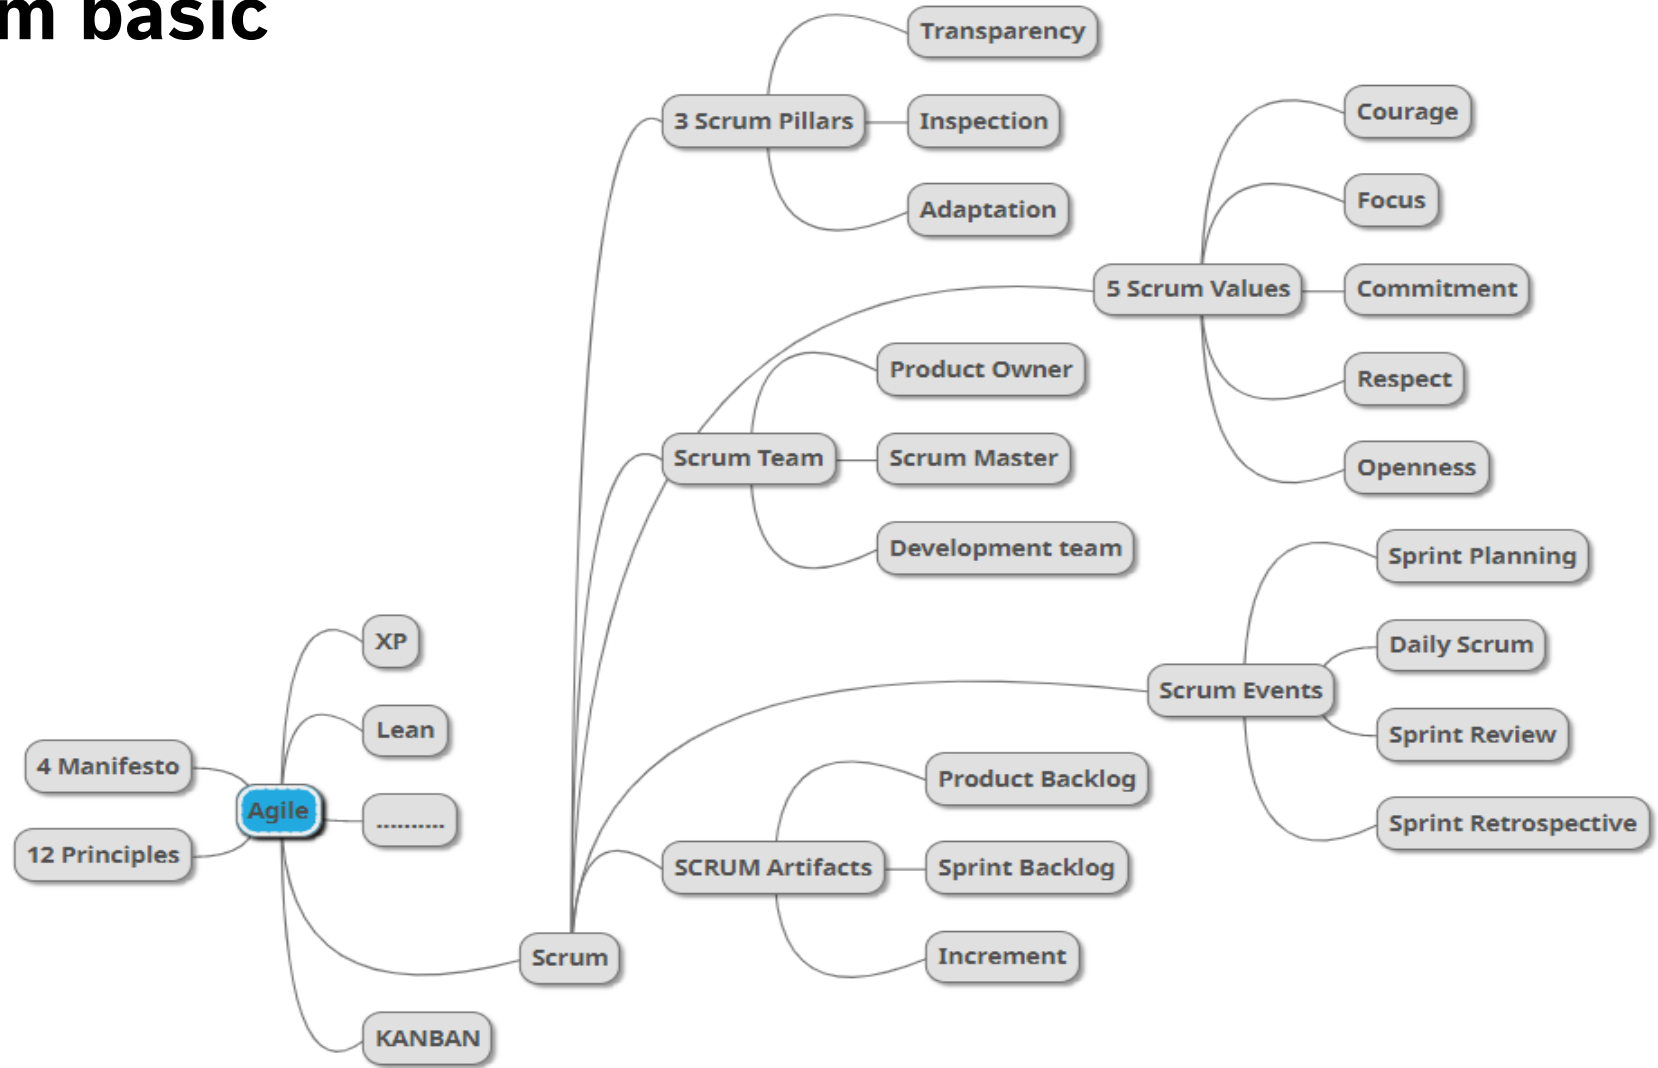 m basic
Transparency
3 Scrum Pillars
Inspection
Adaptation
Courage
Focus
5 Scrum Values
Commitment
Respect
Openness
Product Owner
Scrum Team
Scrum Master
Development team
Sprint Planning
Daily Scrum
Scrum Events
Sprint Review
Sprint Retrospective
XP
Lean
4 Manifesto
Agile
..........
12 Principles
Product Backlog
SCRUM Artifacts
Sprint Backlog
Increment
Scrum
KANBAN